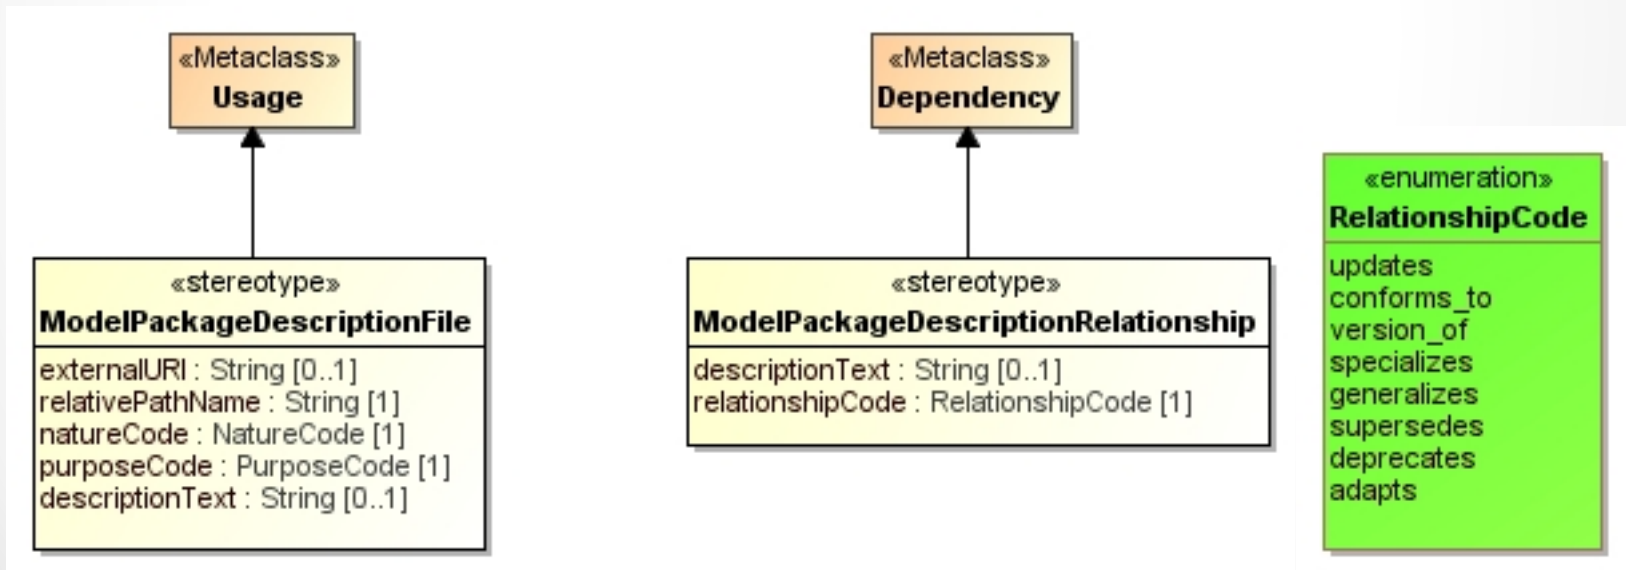 «Metaclass»
Usage
«Metaclass»
Dependency
«stereotype»
ModelPackageDescriptionFile
externalURI : String [0..1]
relativePathName : String [1]
natureCode : NatureCode [1]
purposeCode : PurposeCode [1]
descriptionText : String [0..1]
«stereotype»
ModelPackageDescriptionRelationship
descriptionText : String [0..1]
relationshipCode : RelationshipCode [1]
«enumeration»
RelationshipCode
updates
conforms_to
version_of
specializes
generalizes
supersedes
deprecates
adapts